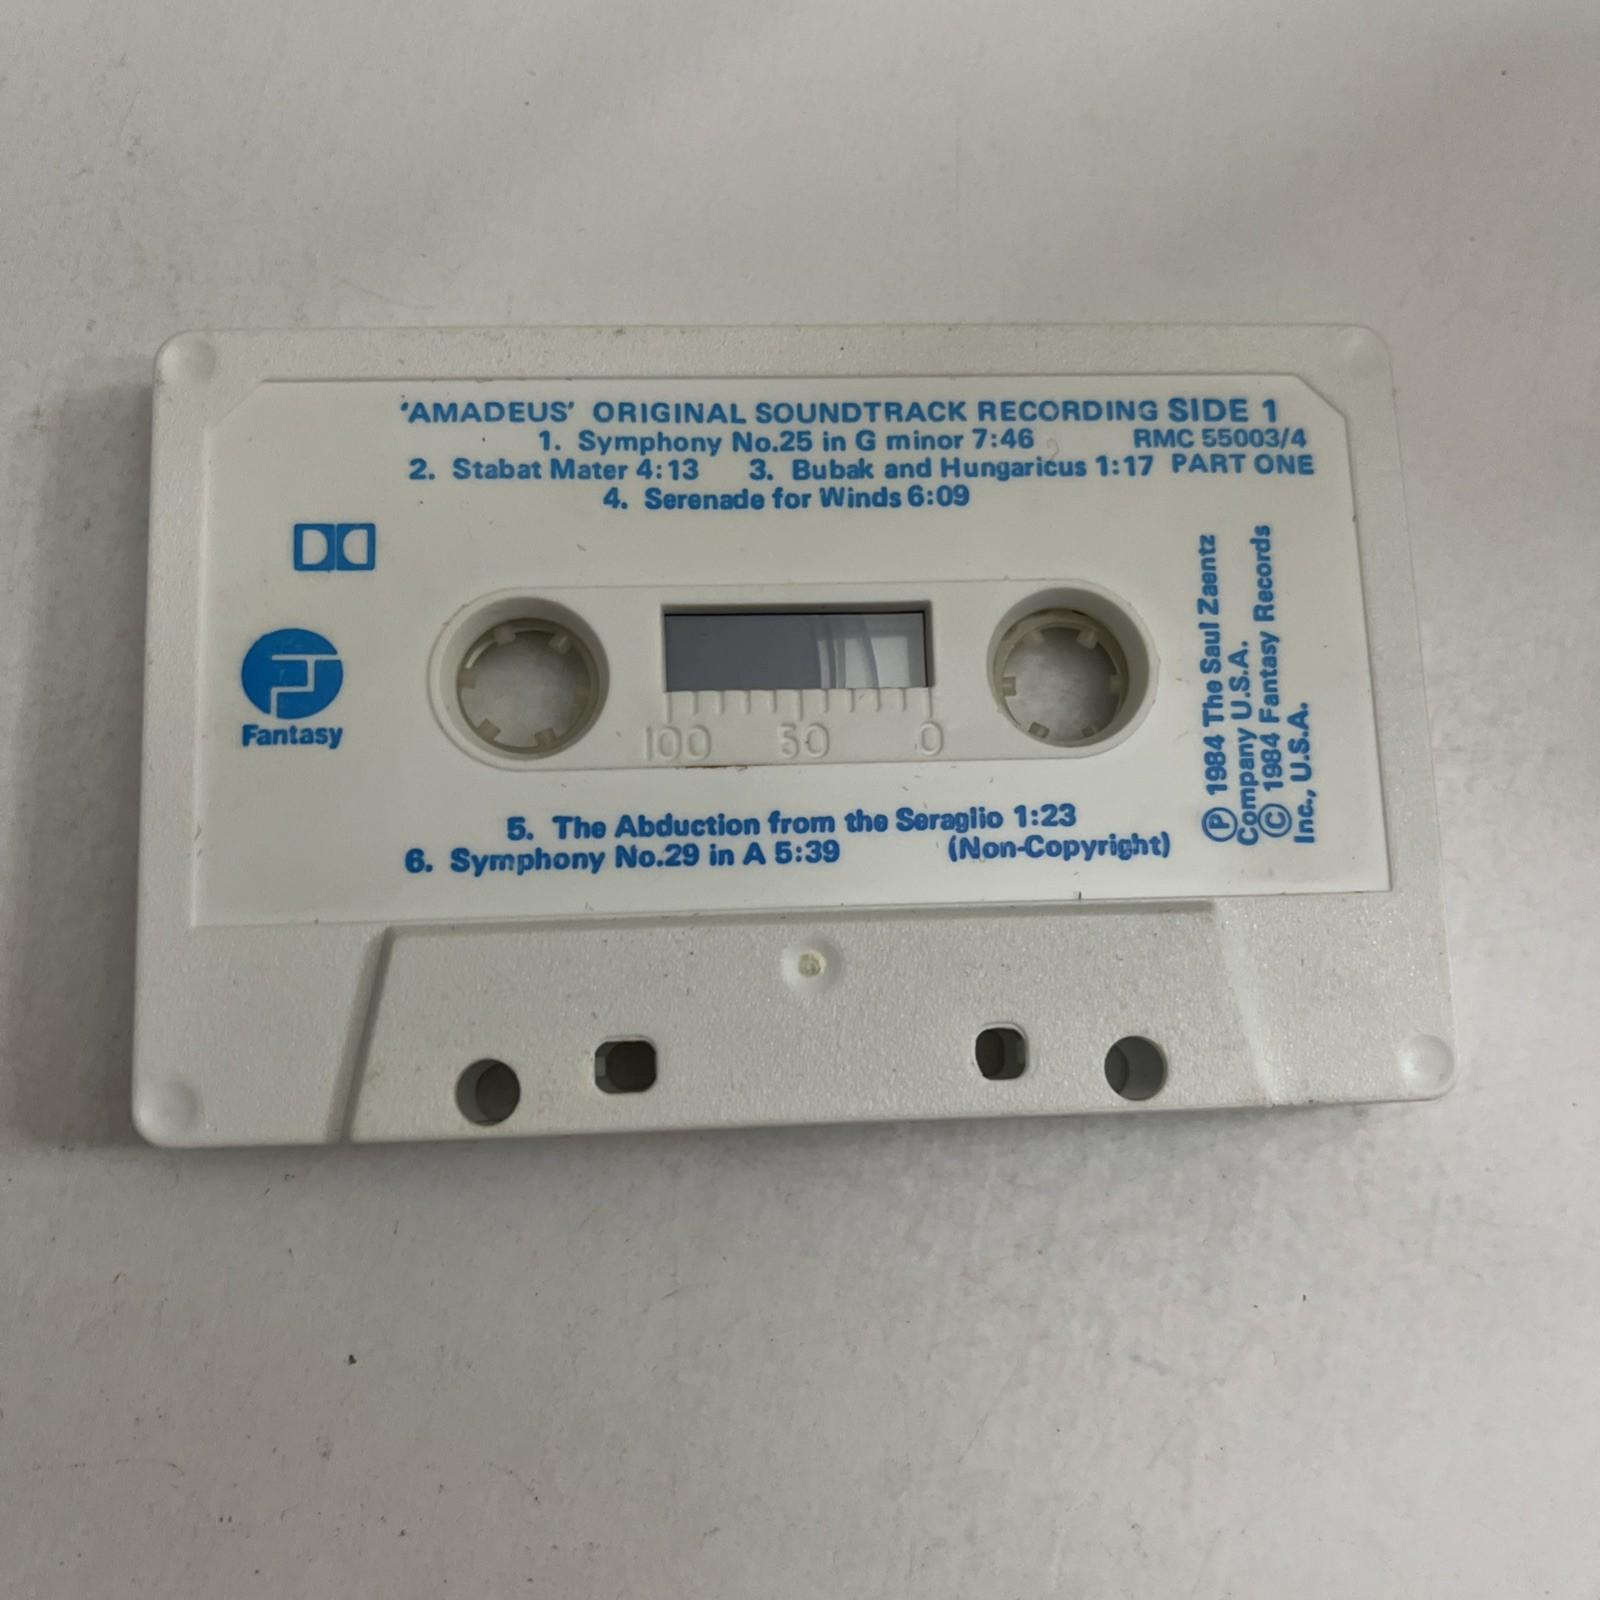 'AMADEUS' ORIGINAL SOUNDTRACK RECORDING SIDE 1
1. Symphony No.25 in G minor 7:46 RMC 55003/4
2. Stabat Mater 4:13 3. Bubak and Hungaricus 1:17 PART ONE
4. Serenade for Winds 6:09
Fantasy
100 50 0
5. The Abduction from the Seraglio 1:23
6. Symphony No.29 in A 5:39 (Non-Copyright)
Ⓟ 1984 The Saul Zaentz
Company U.S.A.
© 1984 Fantasy Records
Inc., U.S.A.